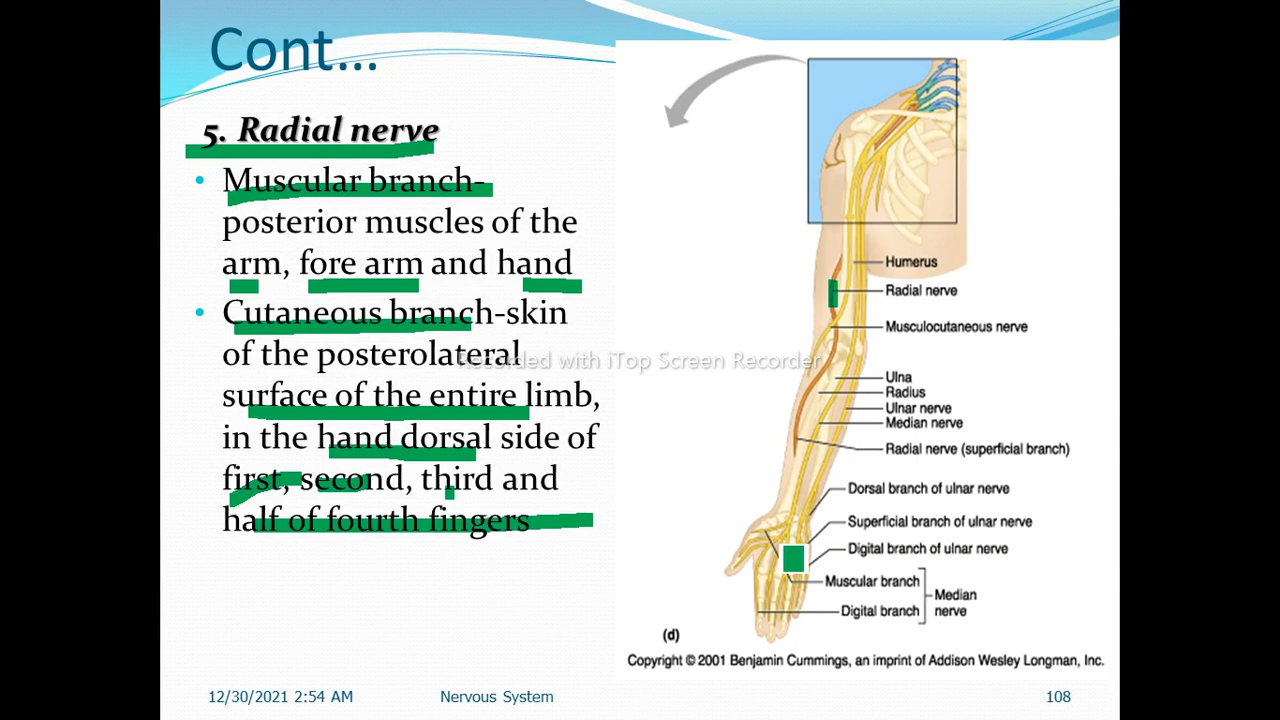 Cont...
5. Radial nerve
• Muscular branch-
posterior muscles of the
arm, fore arm and hand
• Cutaneous branch-skin
of the posterolateral
surface of the entire limb,
in the hand dorsal side of
first, second, third and
half of fourth fingers
Recorded with iTop Screen Recorder
Humerus
Radial nerve
Musculocutaneous nerve
Ulna
Radius
Ulnar nerve
Median nerve
Radial nerve (superficial branch)
Dorsal branch of ulnar nerve
Superficial branch of ulnar nerve
Digital branch of ulnar nerve
Muscular branch
Digital branch
Median
nerve
(d)
Copyright © 2001 Benjamin Cummings, an imprint of Addison Wesley Longman, Inc.
12/30/2021 2:54 AM Nervous System 108